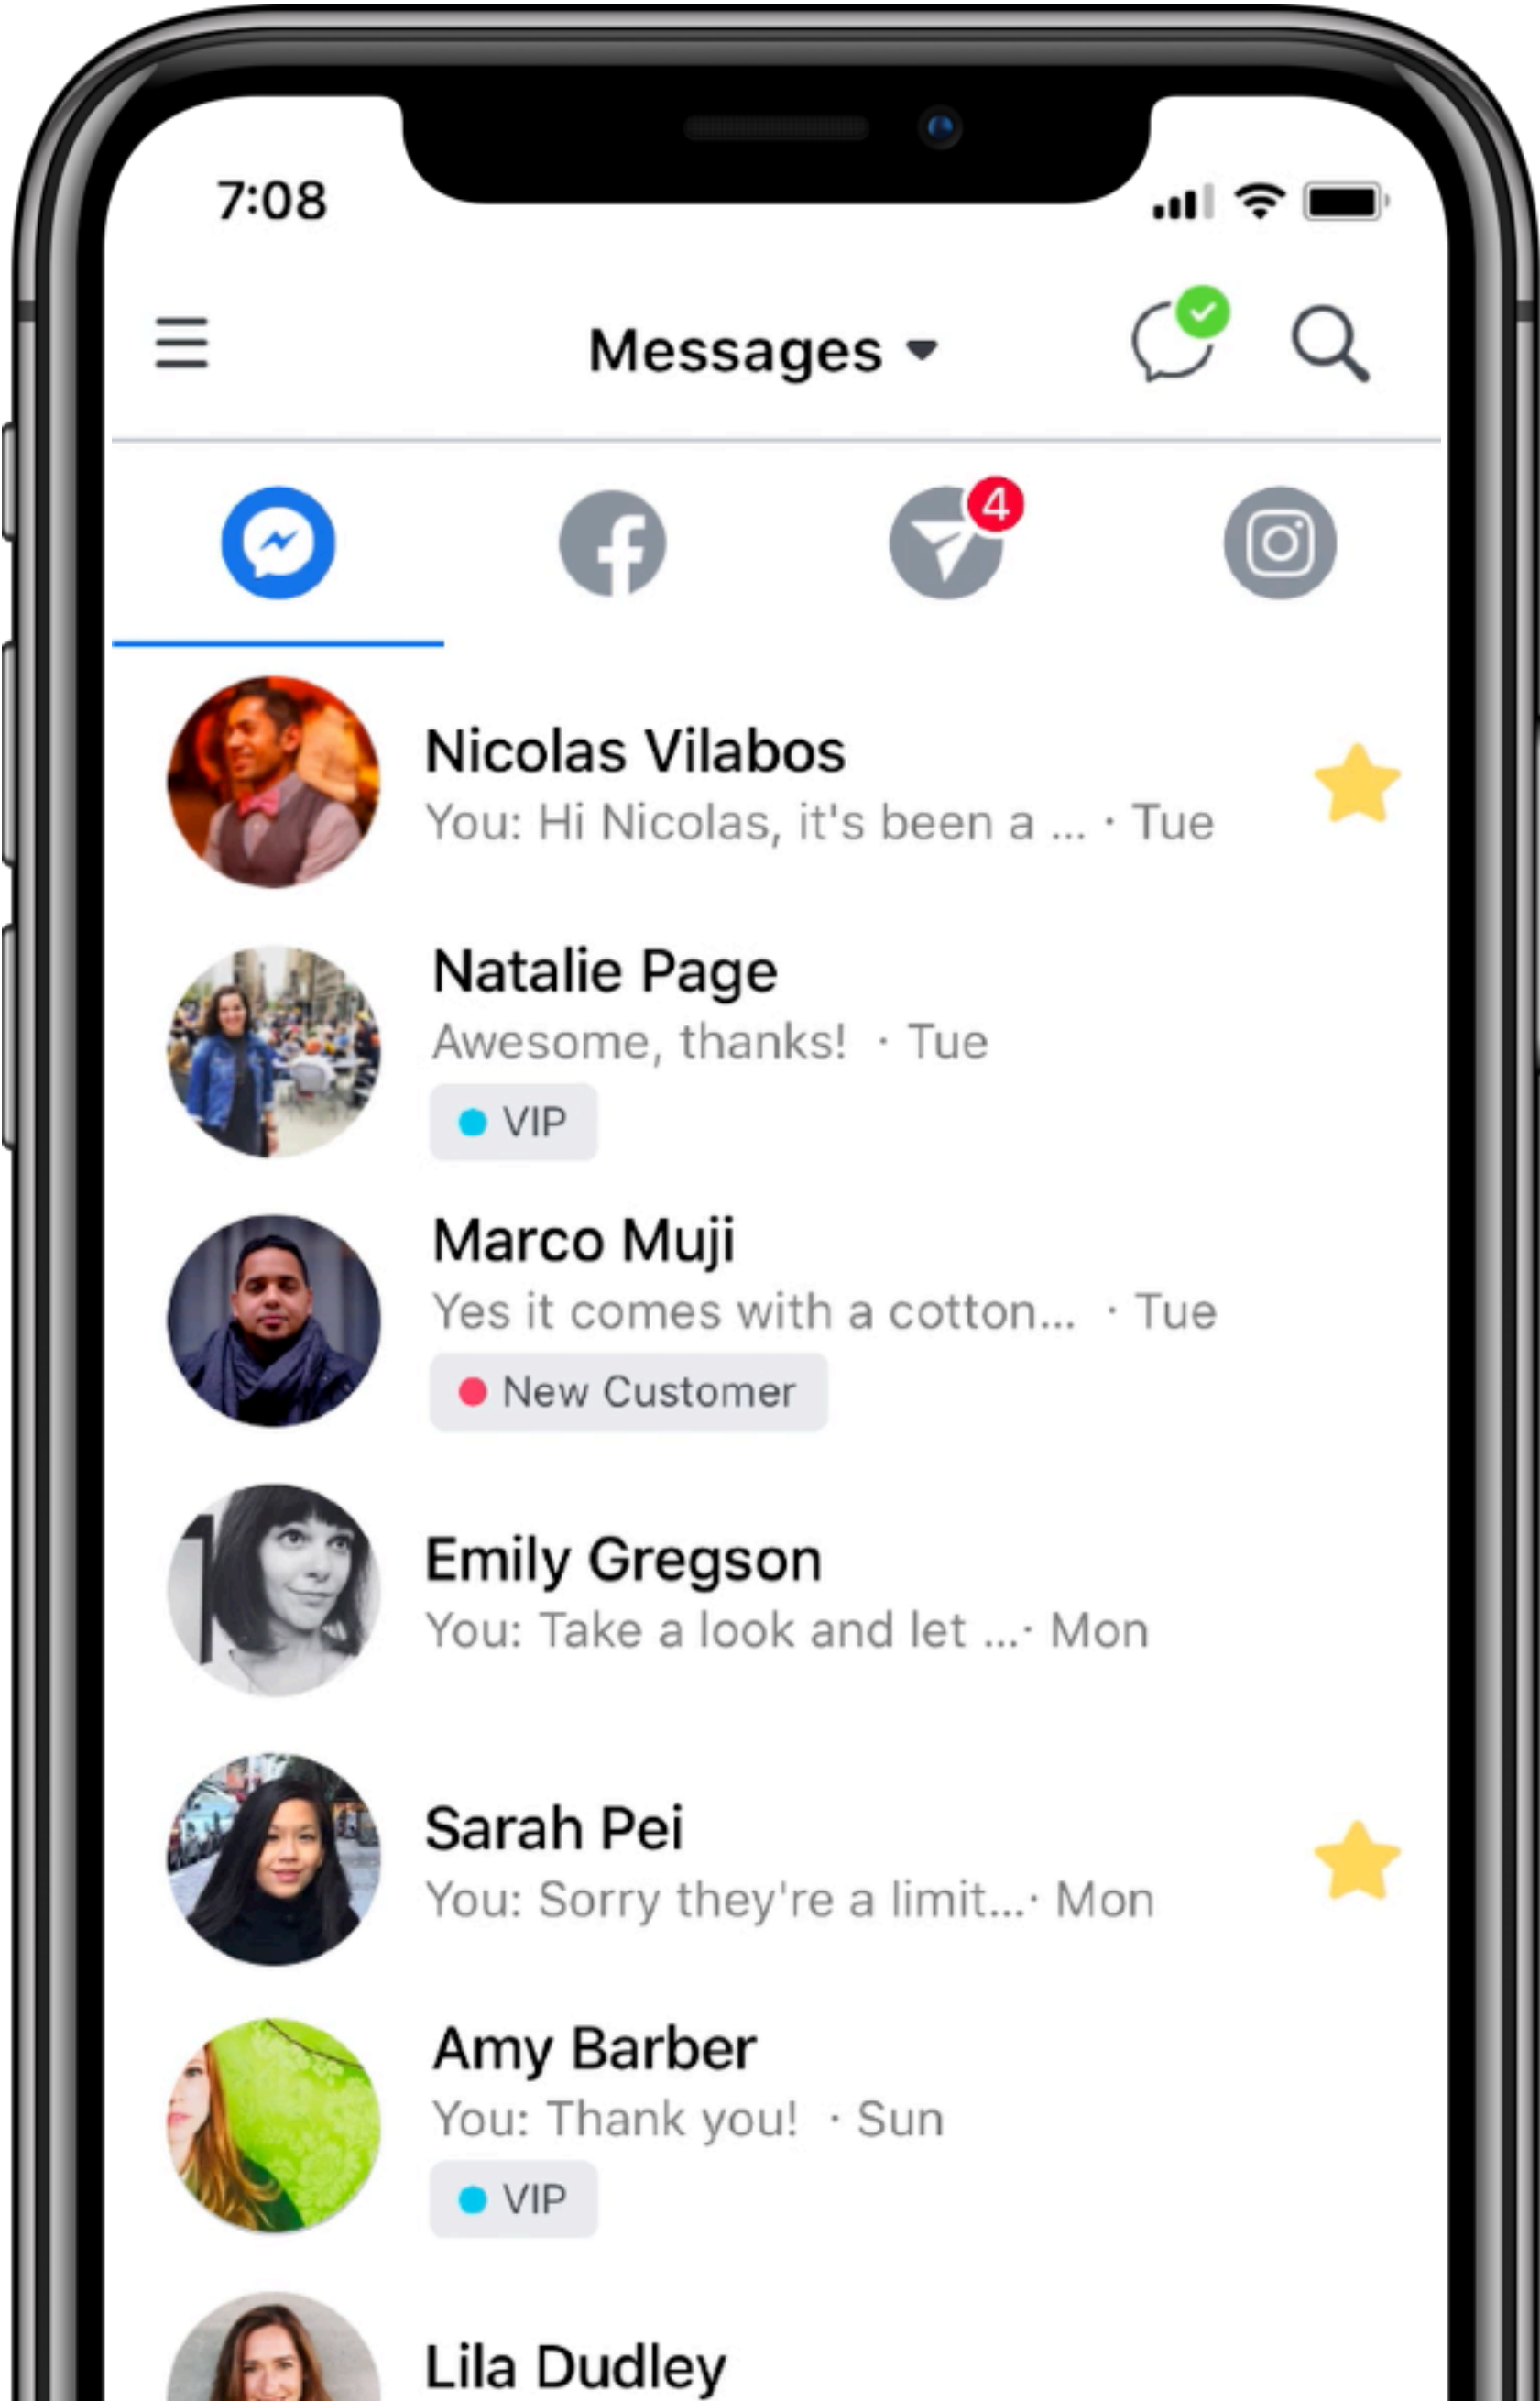 7:08
Messages
4
Nicolas Vilabos
You: Hi Nicolas, it's been a ... · Tue
Natalie Page
Awesome, thanks! · Tue
VIP
Marco Muji
Yes it comes with a cotton... · Tue
New Customer
Emily Gregson
You: Take a look and let ...· Mon
Sarah Pei
You: Sorry they're a limit...· Mon
Amy Barber
You: Thank you! · Sun
VIP
Lila Dudley